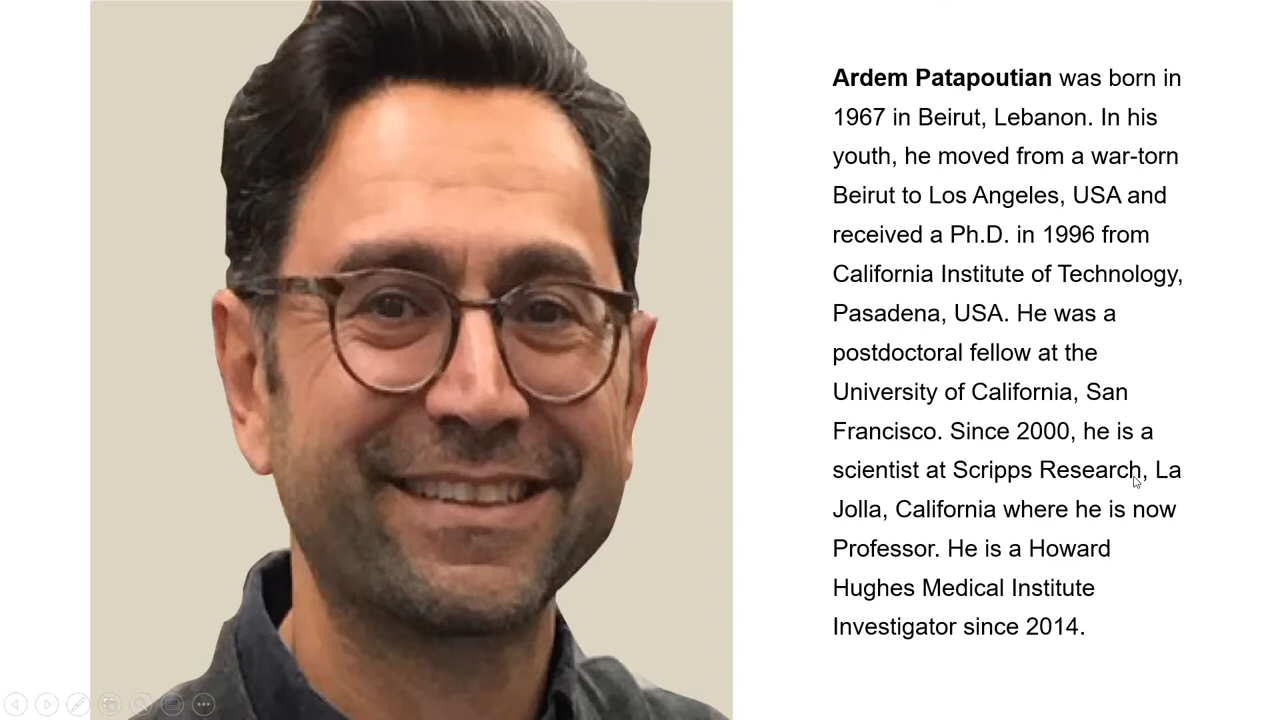 Ardem Patapoutian was born in
1967 in Beirut, Lebanon. In his
youth, he moved from a war-torn
Beirut to Los Angeles, USA and
received a Ph.D. in 1996 from
California Institute of Technology,
Pasadena, USA. He was a
postdoctoral fellow at the
University of California, San
Francisco. Since 2000, he is a
scientist at Scripps Research, La
Jolla, California where he is now
Professor. He is a Howard
Hughes Medical Institute
Investigator since 2014.